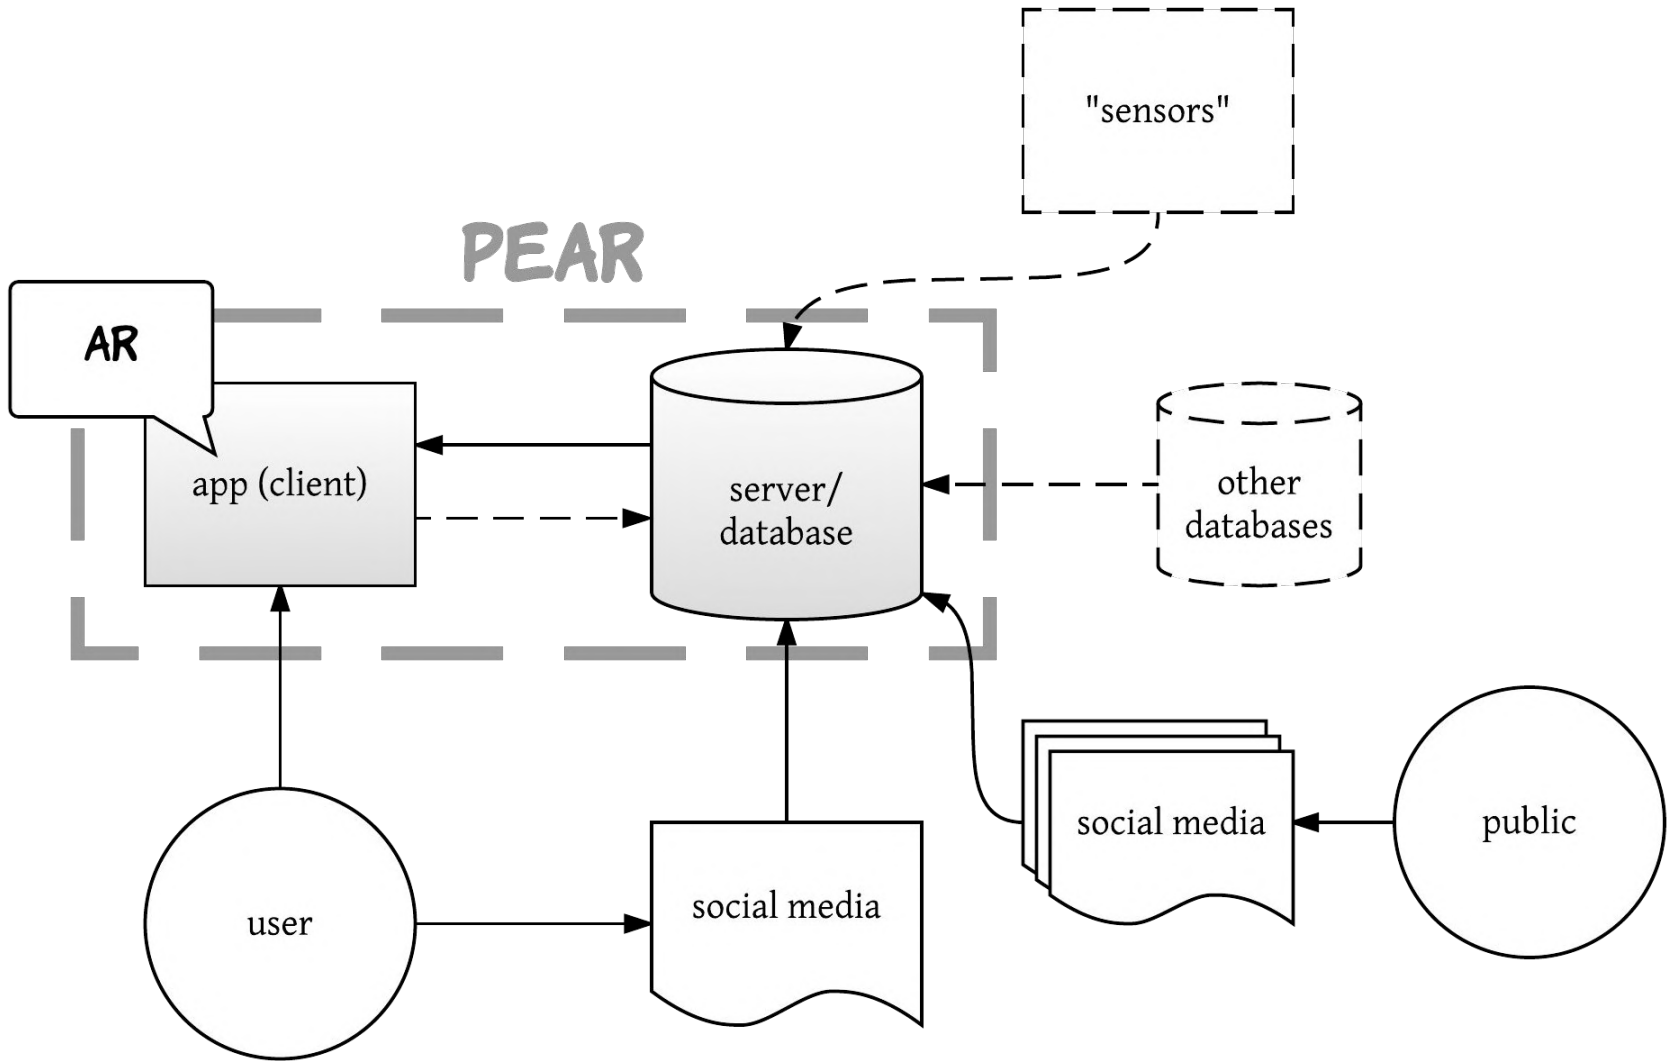 "sensors"
PEAR
AR
app (client)
server/
database
other
databases
social media
public
social media
user